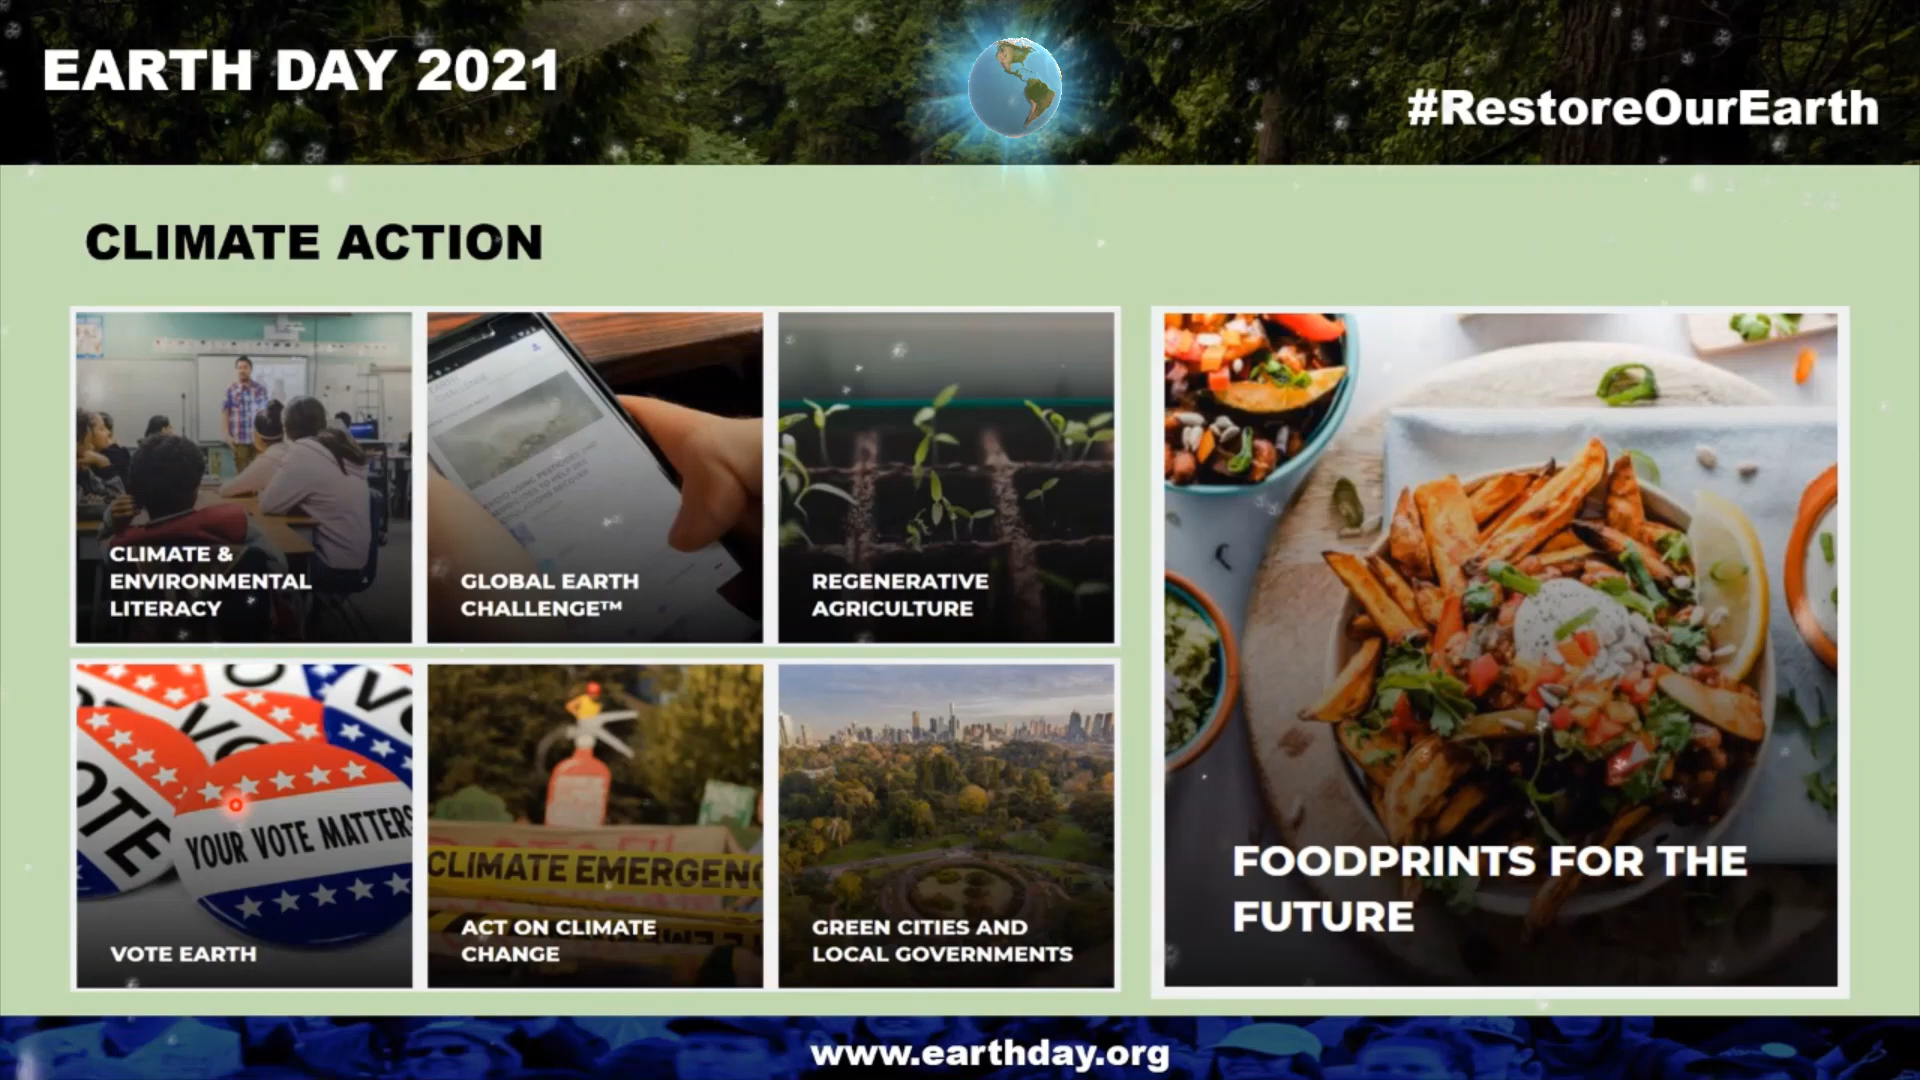 EARTH DAY 2021
#RestoreOurEarth
CLIMATE ACTION
CLIMATE &
ENVIRONMENTAL
LITERACY
GLOBAL EARTH
CHALLENGE™
REGENERATIVE
AGRICULTURE
OTE
YOUR VOTE MATTERS
VOTE EARTH
CLIMATE EMERGENC
ACT ON CLIMATE
CHANGE
GREEN CITIES AND
LOCAL GOVERNMENTS
FOODPRINTS FOR THE
FUTURE
www.earthday.org